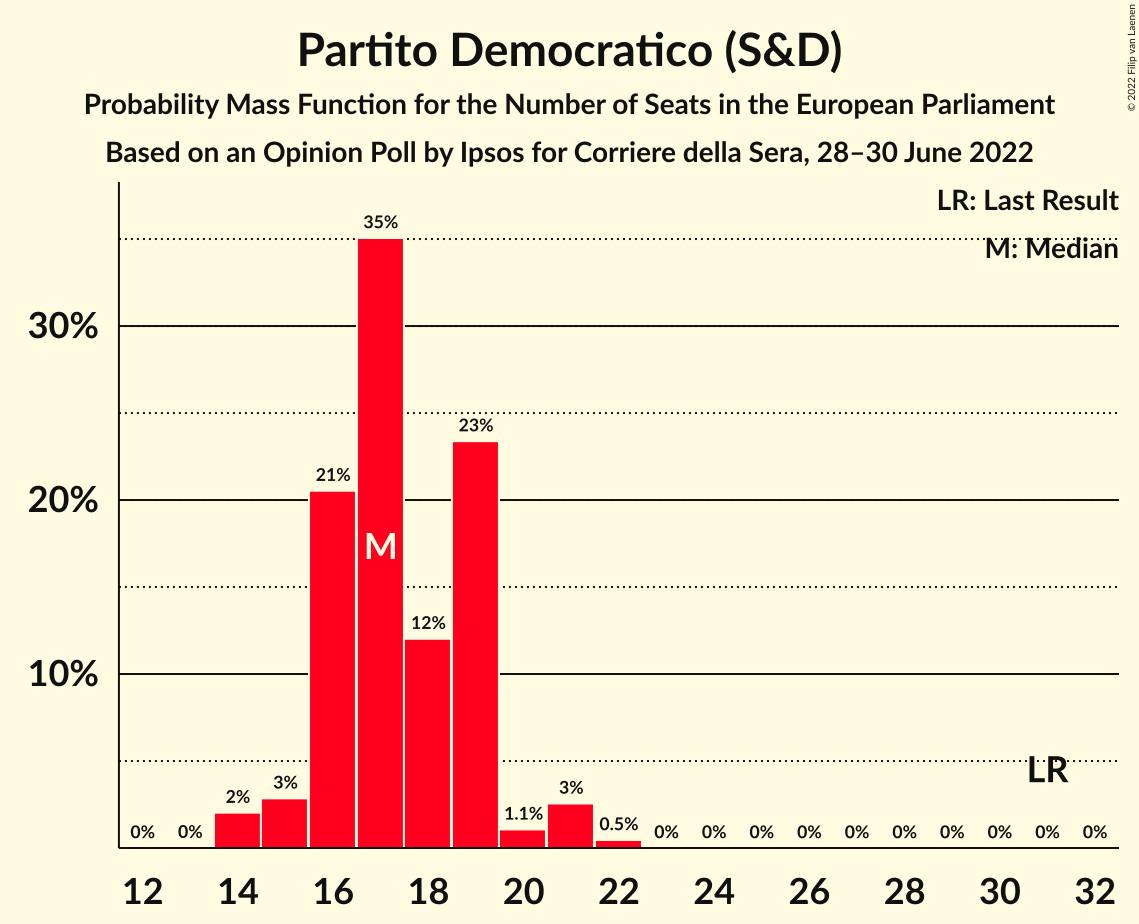 Partito Democratico (S&D)
Probability Mass Function for the Number of Seats in the European Parliament
Based on an Opinion Poll by Ipsos for Corriere della Sera, 28–30 June 2022
© 2022 Filip van Laenen
LR: Last Result
M: Median
30%
20%
10%
0%
0%
2%
3%
21%
35%
M
12%
23%
1.1%
3%
0.5%
0%
0%
0%
0%
0%
0%
0%
0%
LR
0%
0%
12 14 16 18 20 22 24 26 28 30 32